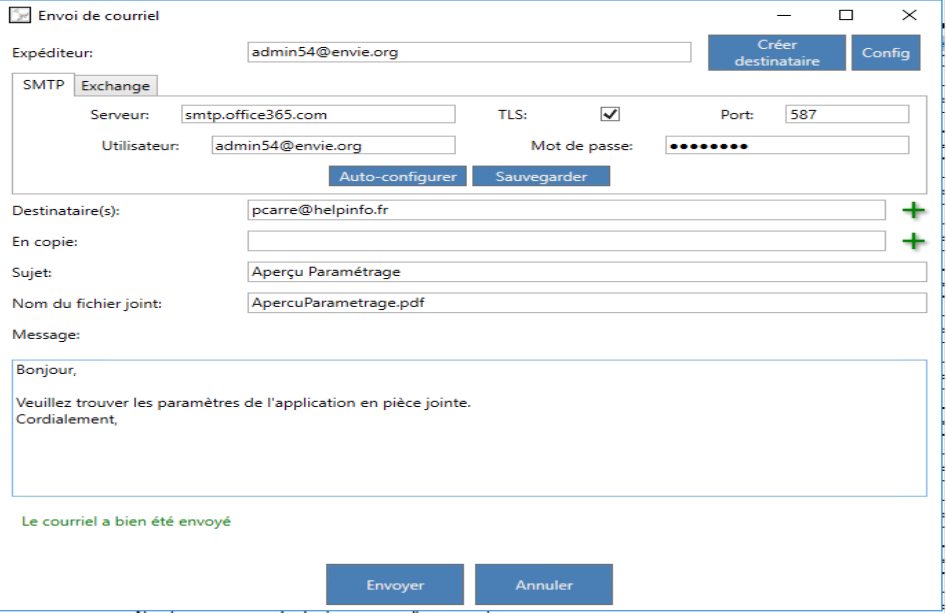 Envoi de courriel
Expéditeur: admin54@envie.org Créer destinataire Config
SMTP Exchange
Serveur: smtp.office365.com TLS: Port: 587
Utilisateur: admin54@envie.org Mot de passe: ●●●●●●●●
Auto-configurer Sauvegarder
Destinataire(s): pcarre@helpinfo.fr
En copie:
Sujet: Aperçu Paramétrage
Nom du fichier joint: ApercuParametrage.pdf
Message:
Bonjour,
Veuillez trouver les paramètres de l'application en pièce jointe.
Cordialement,
Le courriel a bien été envoyé
Envoyer Annuler